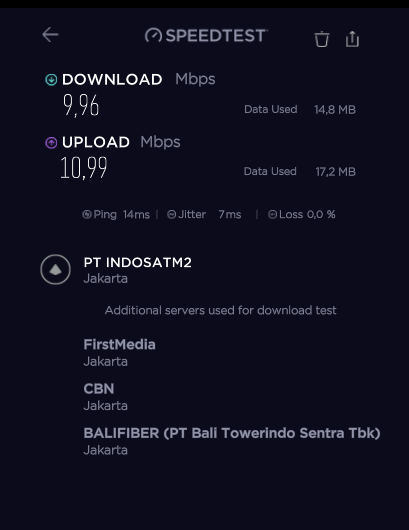 SPEEDTEST
DOWNLOAD Mbps
9,96
Data Used 14,8 MB
UPLOAD Mbps
10,99
Data Used 17,2 MB
Ping 14ms | Jitter 7ms | Loss 0,0 %
PT INDOSATM2
Jakarta
Additional servers used for download test
FirstMedia
Jakarta
CBN
Jakarta
BALIFIBER (PT Bali Towerindo Sentra Tbk)
Jakarta